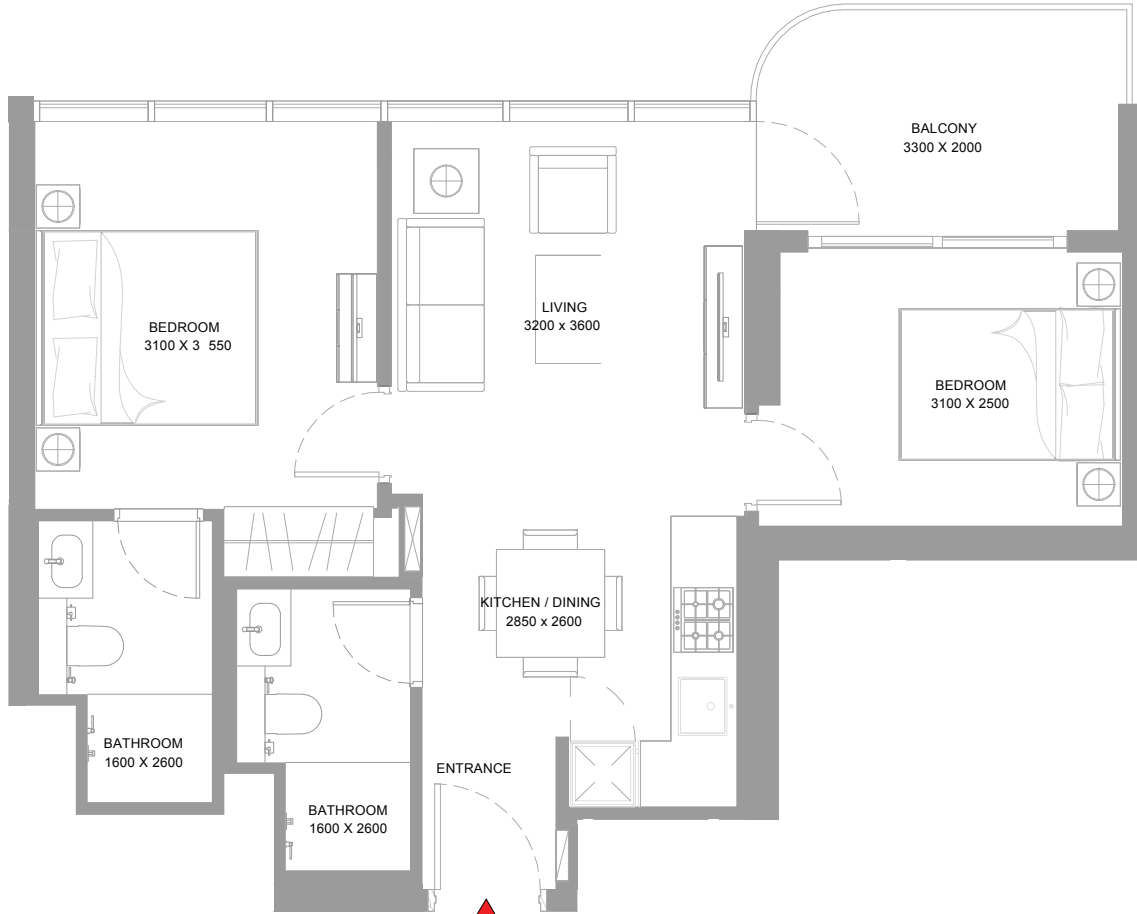 BALCONY
3300 X 2000
LIVING
3200 x 3600
BEDROOM
3100 X 3 550
BEDROOM
3100 X 2500
KITCHEN / DINING
2850 x 2600
BATHROOM
1600 X 2600
ENTRANCE
BATHROOM
1600 X 2600